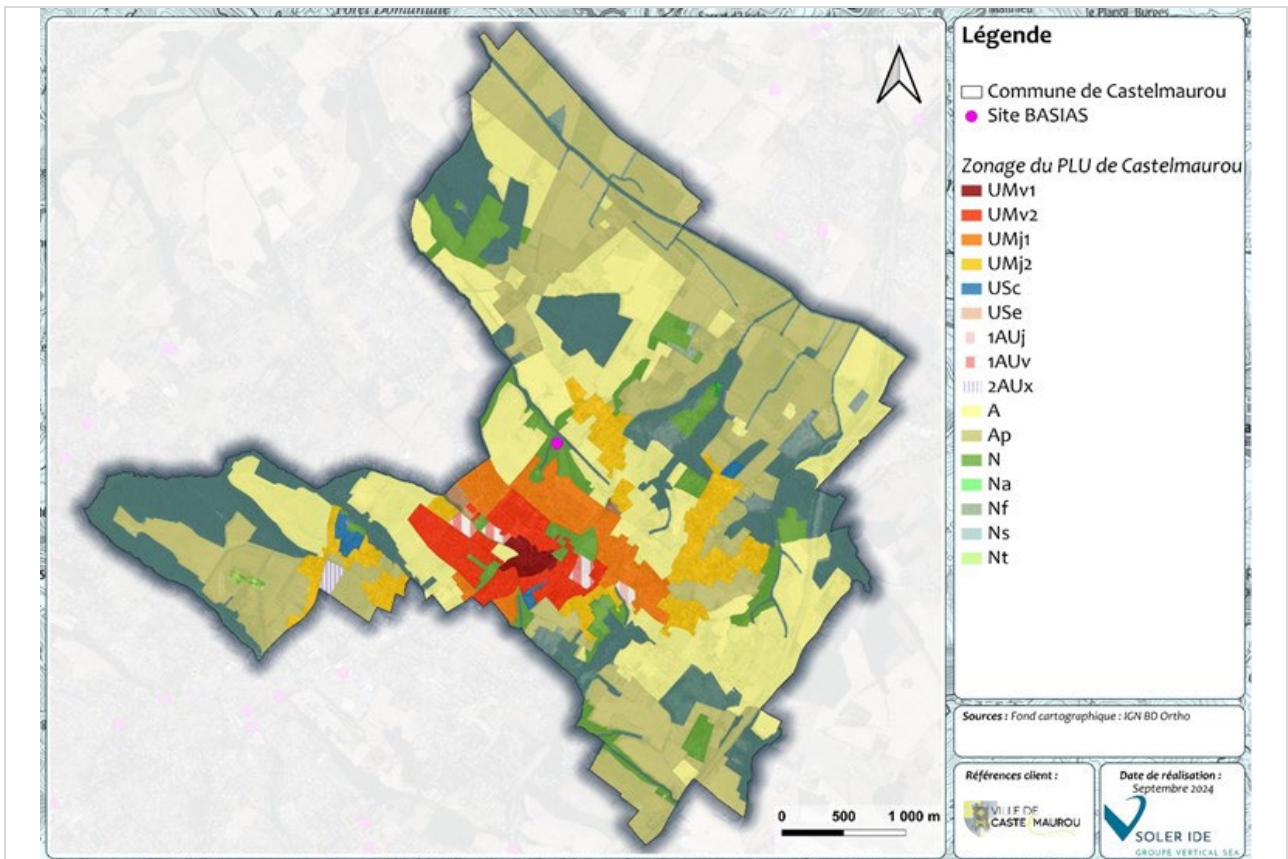 Légende
Commune de Castelmaurou
Site BASIAS
Zonage du PLU de Castelmaurou
UMv1
UMv2
UMj1
UMj2
USc
USe
1AUj
1AUv
2AUx
A
Ap
N
Na
Nf
Ns
Nt
0 500 1 000 m
Sources : Fond cartographique : IGN BD Ortho
Références client :
VILLE DE
CASTELMAUROU
Date de réalisation :
Septembre 2024
SOLER IDE
GROUPE VERTICAL SEA